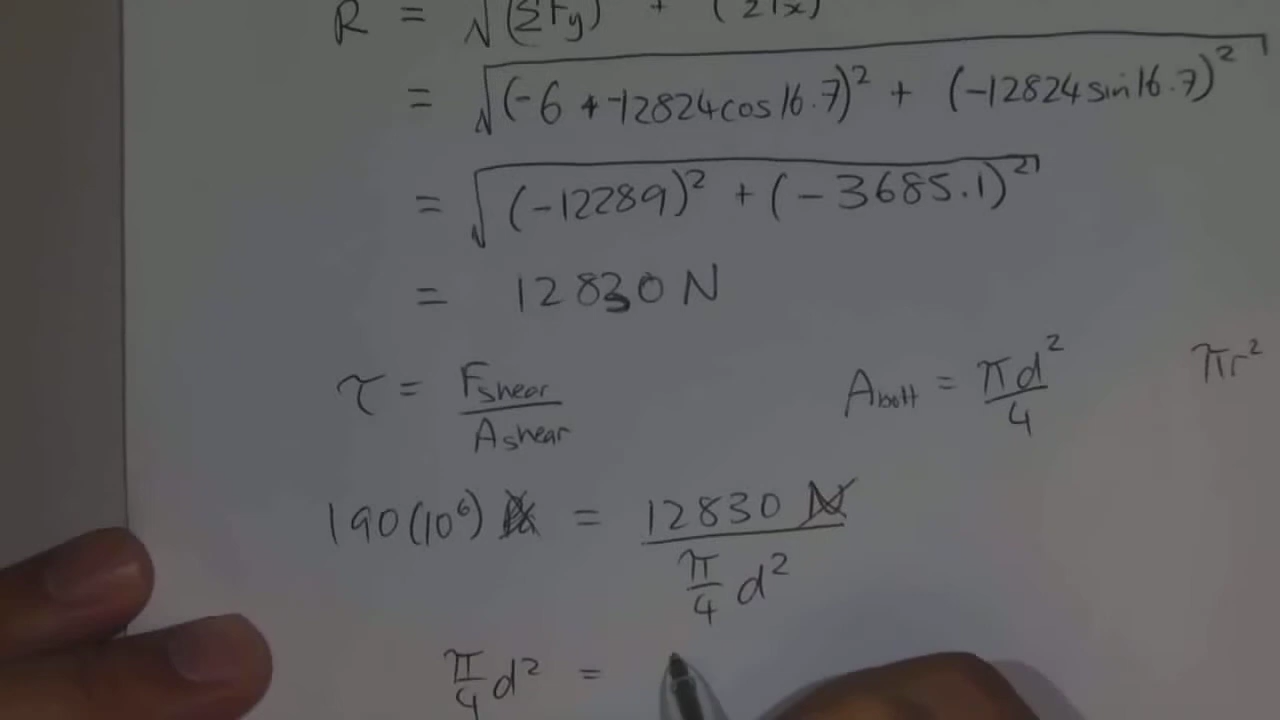 R = √(ΣFy)² + (ΣFx)²
= √(-6 + -12824cos16.7)² + (-12824sin16.7)²
= √(-12289)² + (-3685.1)²
= 12830 N
τ = Fshear / Ashear    Abolt = πd² / 4    πr²
190(10⁶) = 12830 N / π/4 d²
π/4 d² =